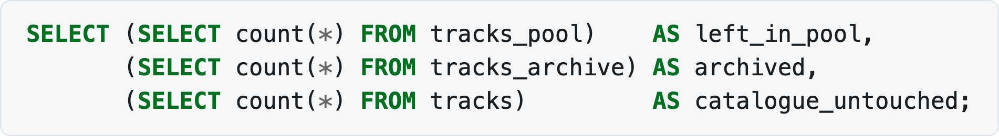 SELECT (SELECT count(*) FROM tracks_pool)    AS left_in_pool,
       (SELECT count(*) FROM tracks_archive) AS archived,
       (SELECT count(*) FROM tracks)         AS catalogue_untouched;